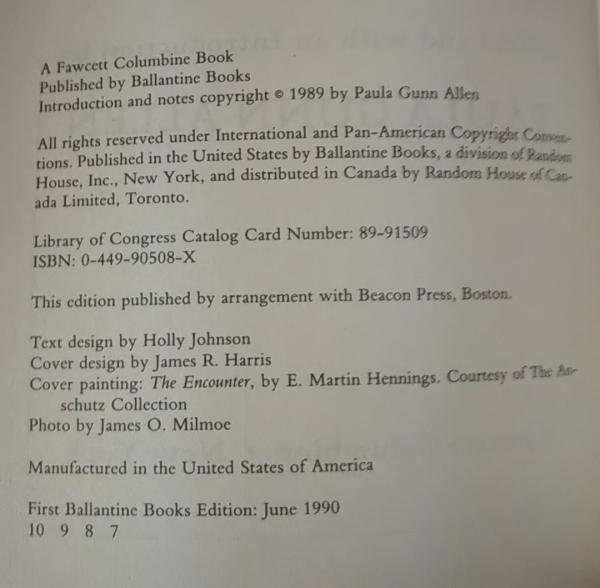 A Fawcett Columbine Book
Published by Ballantine Books
Introduction and notes copyright © 1989 by Paula Gunn Allen
All rights reserved under International and Pan-American Copyright Conven-
tions. Published in the United States by Ballantine Books, a division of Random
House, Inc., New York, and distributed in Canada by Random House of Can-
ada Limited, Toronto.
Library of Congress Catalog Card Number: 89-91509
ISBN: 0-449-90508-X
This edition published by arrangement with Beacon Press, Boston.
Text design by Holly Johnson
Cover design by James R. Harris
Cover painting: The Encounter, by E. Martin Hennings. Courtesy of The An-
schutz Collection
Photo by James O. Milmoe
Manufactured in the United States of America
First Ballantine Books Edition: June 1990
10 9 8 7